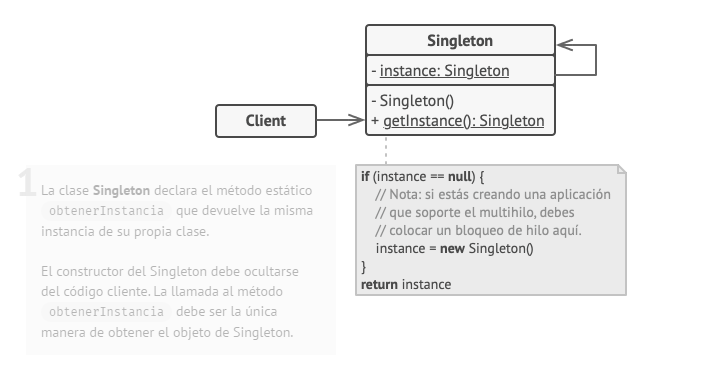 Singleton
- instance: Singleton
- Singleton()
+ getInstance(): Singleton
Client
1
La clase Singleton declara el método estático
obtenerInstancia que devuelve la misma
instancia de su propia clase.
El constructor del Singleton debe ocultarse
del código cliente. La llamada al método
obtenerInstancia debe ser la única
manera de obtener el objeto de Singleton.
if (instance == null) {
// Nota: si estás creando una aplicación
// que soporte el multihilo, debes
// colocar un bloqueo de hilo aquí.
instance = new Singleton()
}
return instance